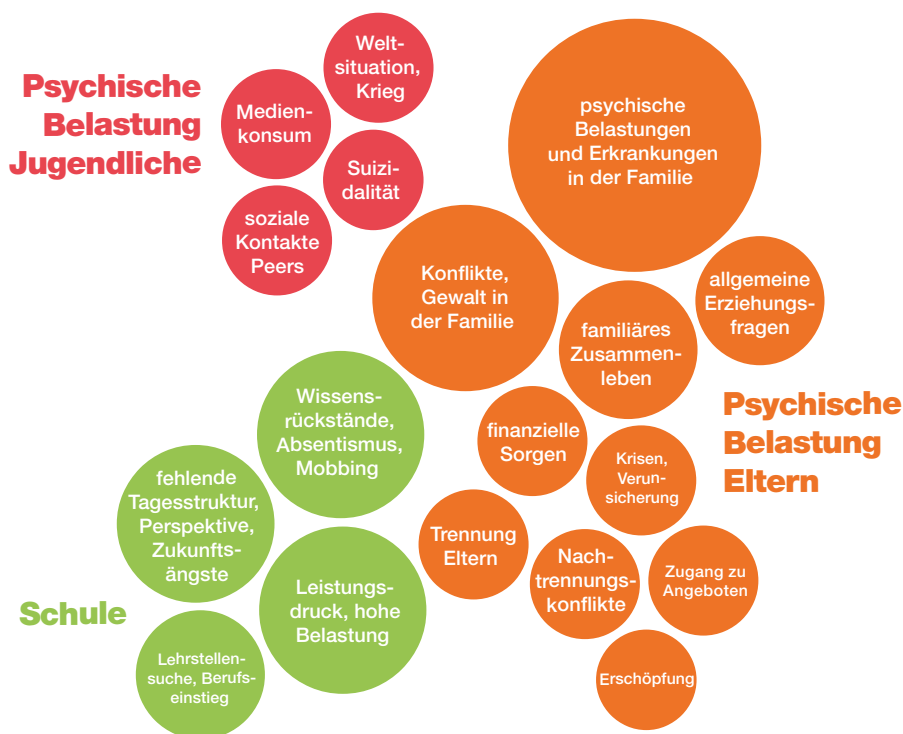 Psychische
Belastung
Jugendliche
Welt-
situation,
Krieg
Medien-
konsum
Suizi-
dalität
soziale
Kontakte
Peers
psychische
Belastungen
und Erkrankungen
in der Familie
Konflikte,
Gewalt in
der Familie
allgemeine
Erziehungs-
fragen
familiäres
Zusammen-
leben
Psychische
Belastung
Eltern
finanzielle
Sorgen
Krisen,
Verun-
sicherung
Trennung
Eltern
Nach-
trennungs-
konflikte
Zugang zu
Angeboten
Erschöpfung
Wissens-
rückstände,
Absentismus,
Mobbing
fehlende
Tagesstruktur,
Perspektive,
Zukunfts-
ängste
Leistungs-
druck, hohe
Belastung
Schule
Lehrstellen-
suche, Berufs-
einstieg